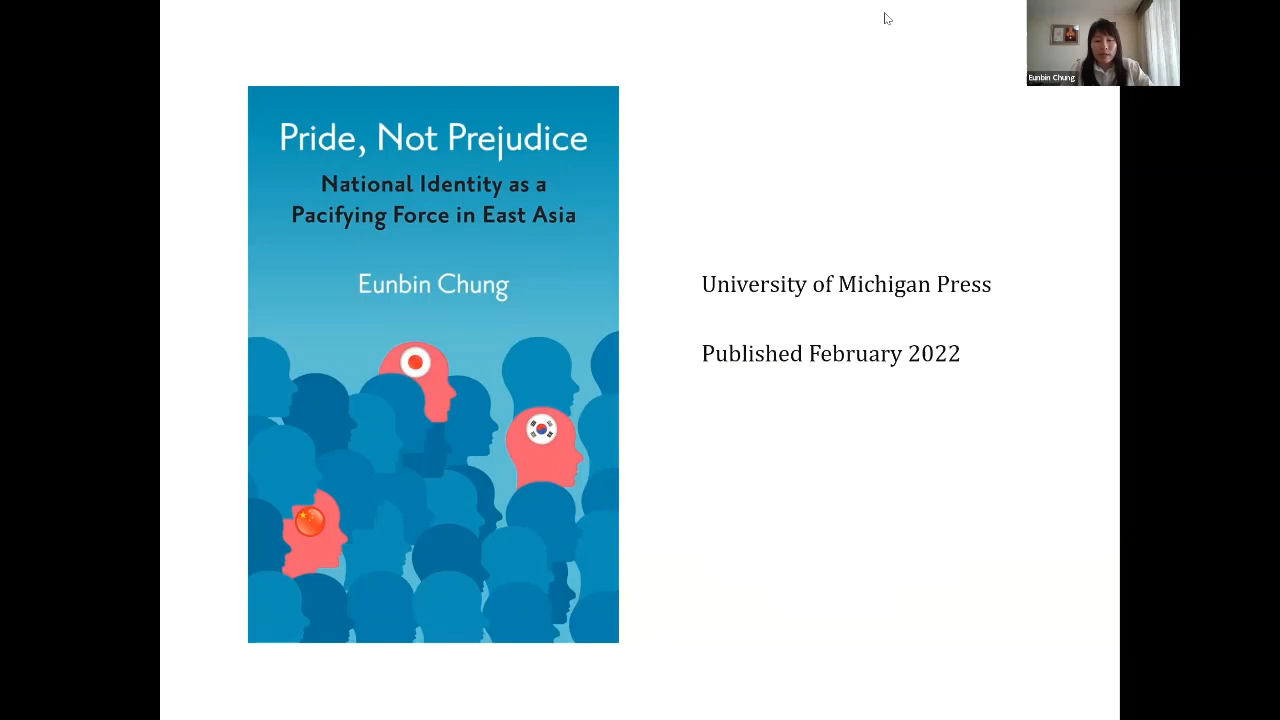 Pride, Not Prejudice
National Identity as a
Pacifying Force in East Asia
Eunbin Chung
University of Michigan Press
Published February 2022
Eunbin Chung